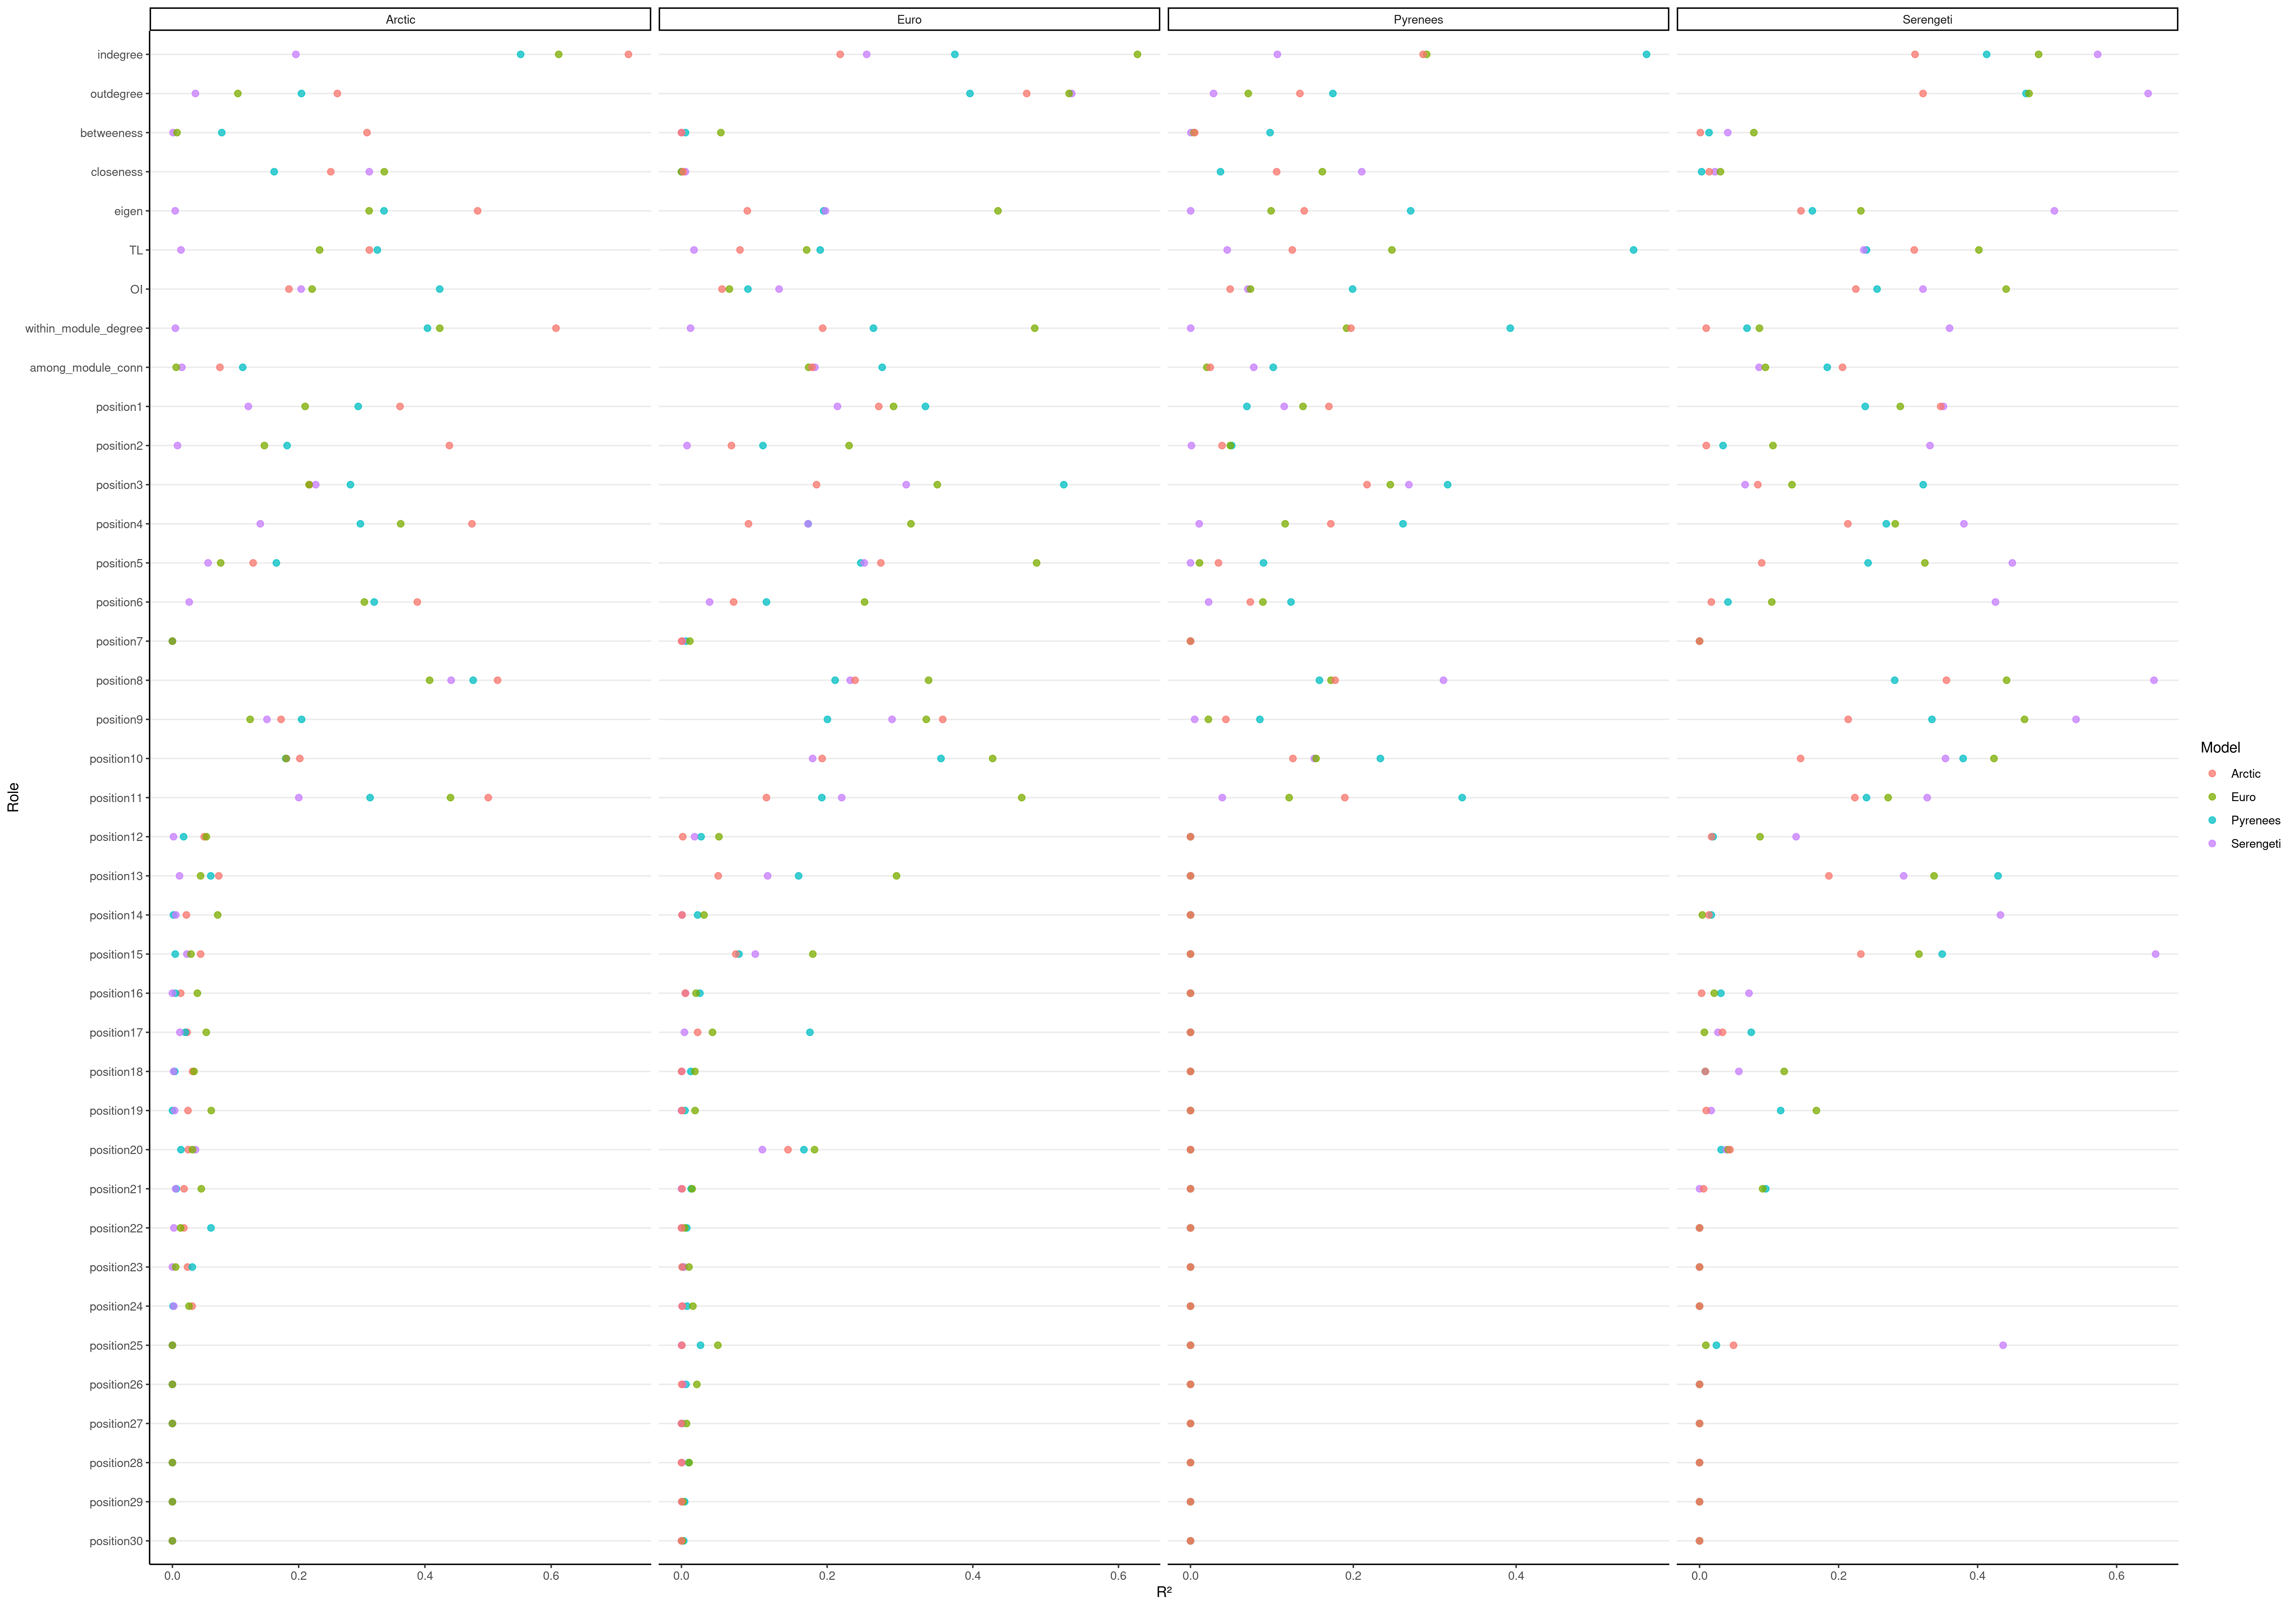 Arctic Euro Pyrenees Serengeti
indegree
outdegree
betweeness
closeness
eigen
TL
OI
within_module_degree
among_module_conn
position1
position2
position3
position4
position5
position6
position7
position8
position9
position10
position11
position12
position13
position14
position15
position16
position17
position18
position19
position20
position21
position22
position23
position24
position25
position26
position27
position28
position29
position30
Role
0.0 0.2 0.4 0.6 0.0 0.2 0.4 0.6 0.0 0.2 0.4 0.0 0.2 0.4 0.6
R²
Model
Arctic
Euro
Pyrenees
Serengeti